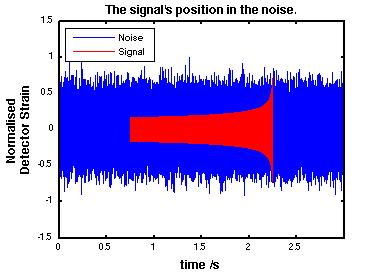 The signal's position in the noise.
Noise
Signal
1.5
1
0.5
0
-0.5
-1
-1.5
Normalised
Detector Strain
0 0.5 1 1.5 2 2.5
time /s